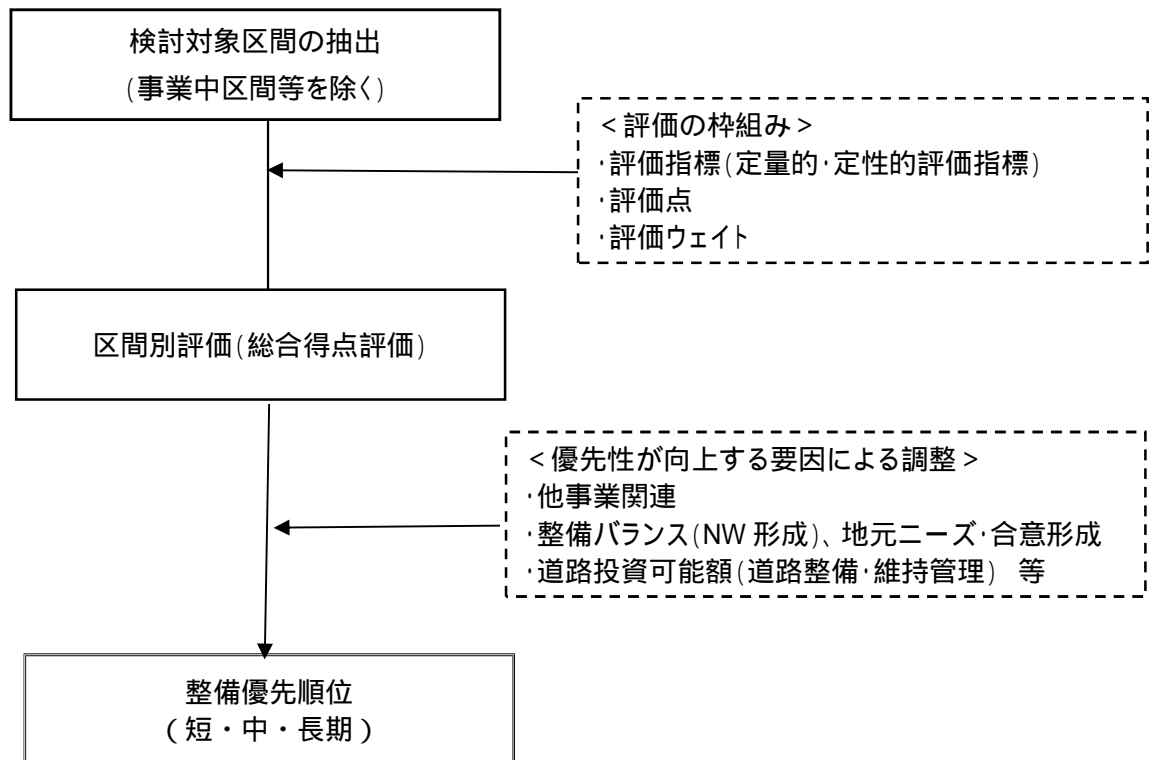 検討対象区間の抽出
(事業中区間等を除く)
<評価の枠組み>
・評価指標(定量的・定性的評価指標)
・評価点
・評価ウェイト
区間別評価(総合得点評価)
<優先性が向上する要因による調整>
・他事業関連
・整備バランス(NW 形成)、地元ニーズ・合意形成
・道路投資可能額(道路整備・維持管理) 等
整備優先順位
(短・中・長期)